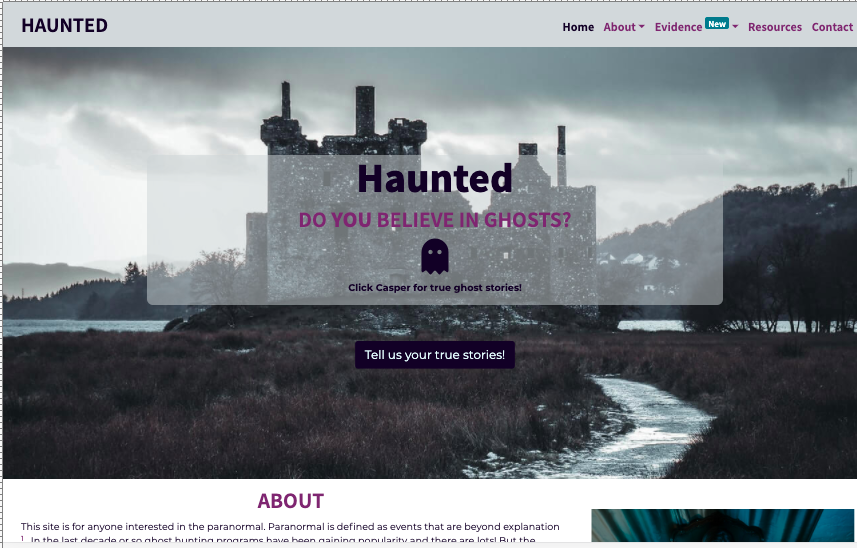 HAUNTED
Home About Evidence New Resources Contact
Haunted
DO YOU BELIEVE IN GHOSTS?
Click Casper for true ghost stories!
Tell us your true stories!
ABOUT
This site is for anyone interested in the paranormal. Paranormal is defined as events that are beyond explanation
1. In the last decade or so ghost hunting programs have been gaining popularity and there are lots! But the